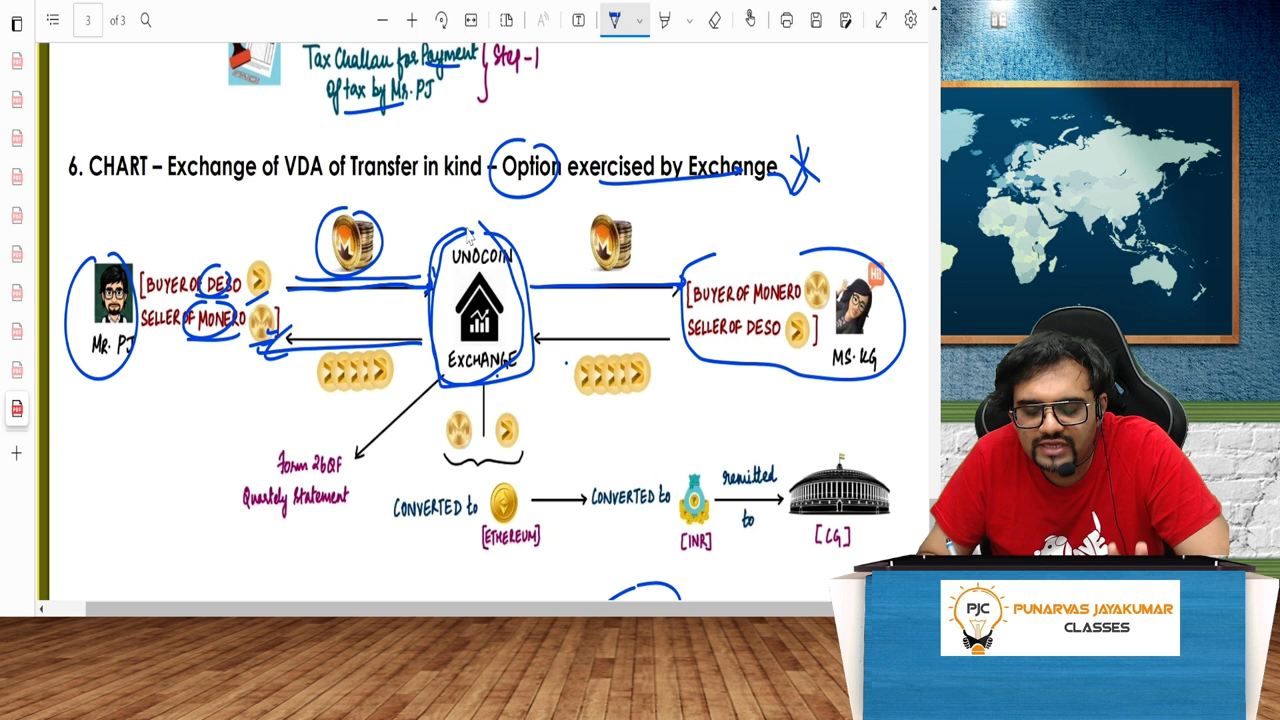 3 of 3
Tax Challan for Payment
Of tax by Mr. PJ
Step-1
6. CHART – Exchange of VDA of Transfer in kind – Option exercised by Exchange
UNOCOIN
[BUYER OF DESO
SELLER OF MONERO ]
Mr. PJ
[BUYER OF MONERO
SELLER OF DESO ]
Hi!
MS. KG
EXCHANGE
Form 26QF
Quartely Statement
CONVERTED to
[ETHEREUM]
CONVERTED to
[INR]
remitted
to
[CG]
PJC
PUNARVAS JAYAKUMAR
CLASSES